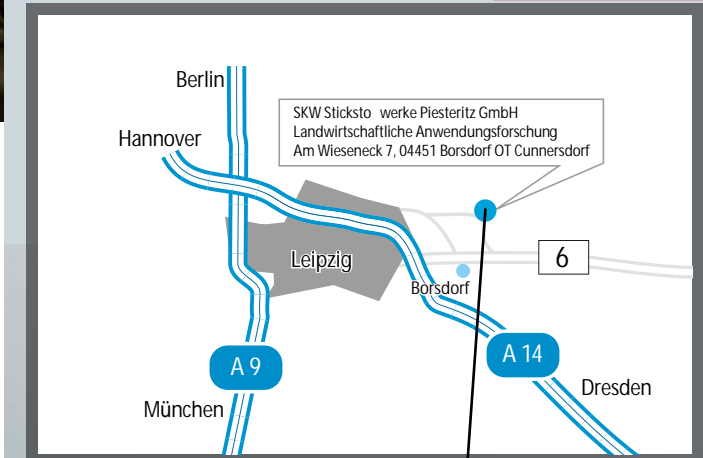 Berlin
SKW Sticksto werke Piesteritz GmbH
Landwirtschaftliche Anwendungsforschung
Am Wieseneck 7, 04451 Borsdorf OT Cunnersdorf
Hannover
Leipzig
6
Borsdorf
A 9
A 14
Dresden
München